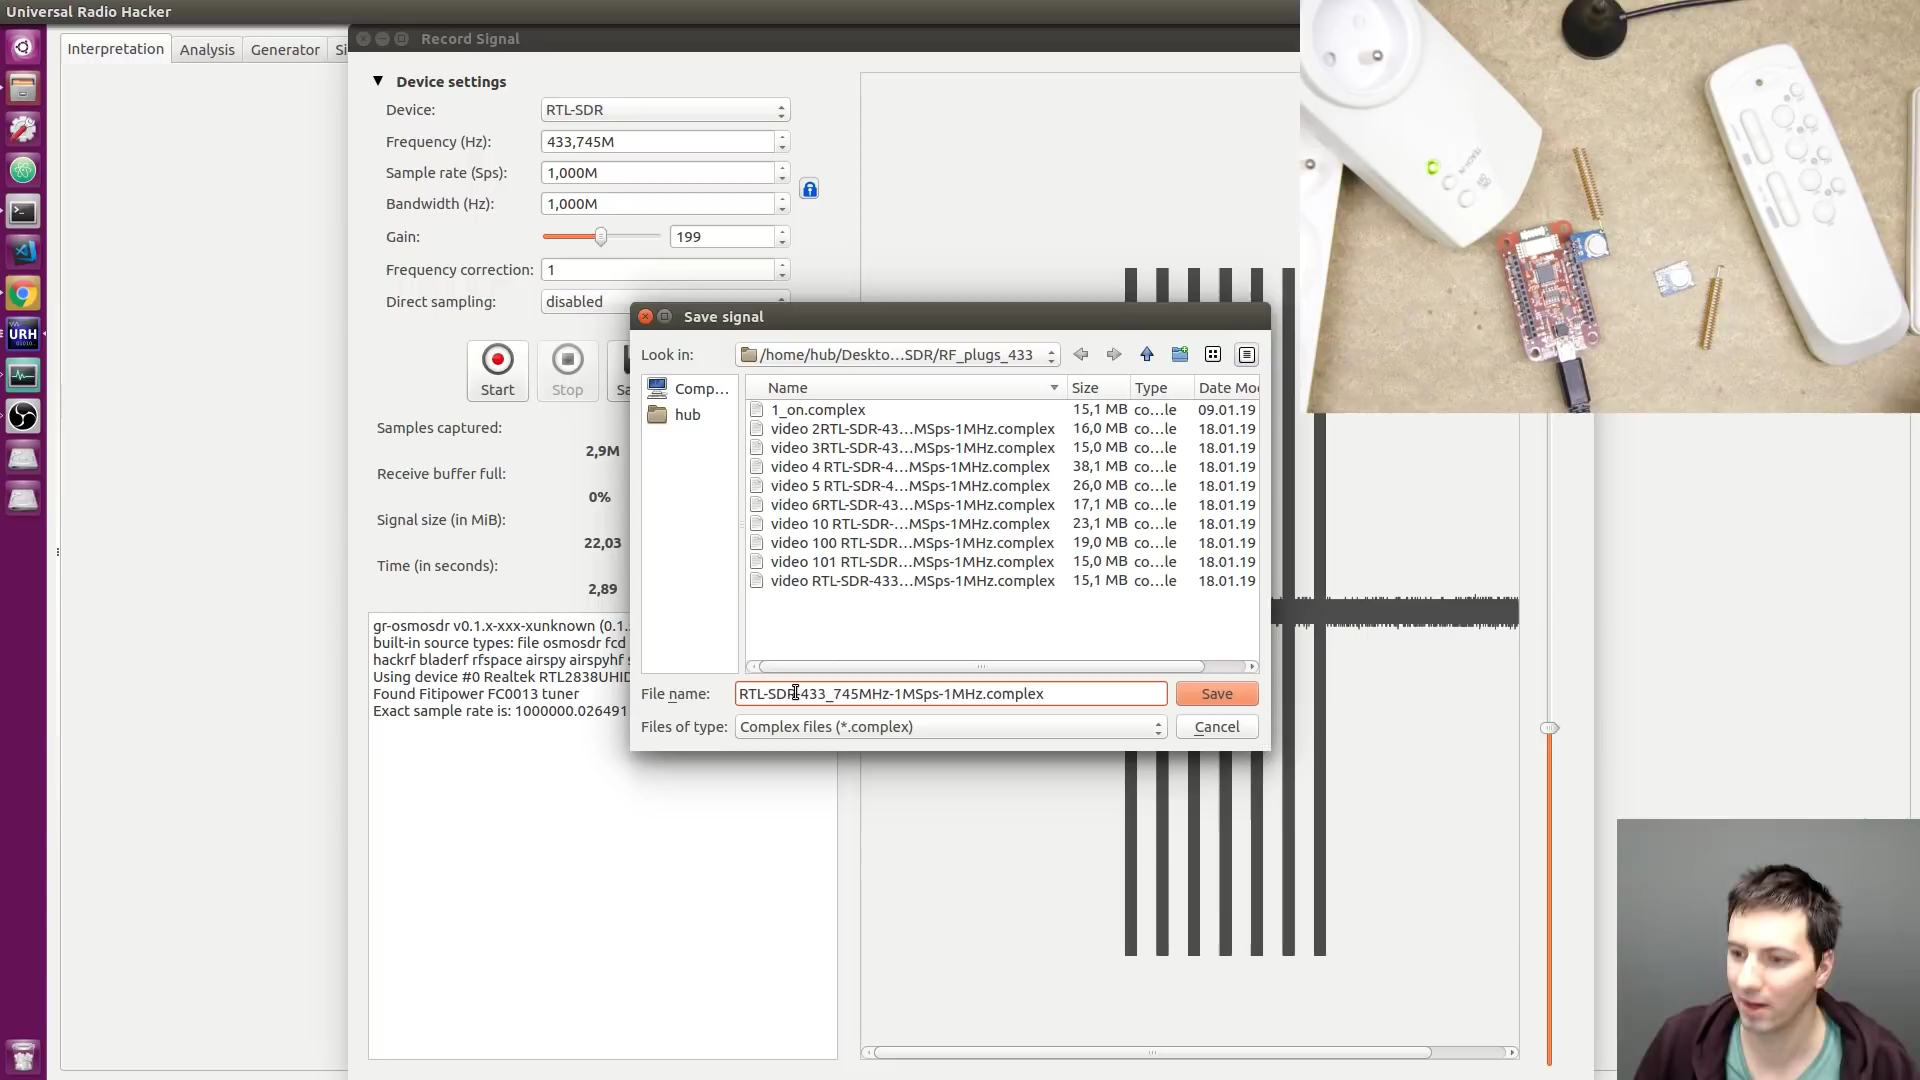 Universal Radio Hacker
Interpretation Analysis Generator Si
Record Signal
Device settings
Device: RTL-SDR
Frequency (Hz): 433,745M
Sample rate (Sps): 1,000M
Bandwidth (Hz): 1,000M
Gain: 199
Frequency correction: 1
Direct sampling: disabled
Start Stop Sa
Samples captured:
2,9M
Receive buffer full:
0%
Signal size (in MiB):
22,03
Time (in seconds):
2,89
gr-osmosdr v0.1.x-xxx-xunknown (0.1.
built-in source types: file osmosdr fcd
hackrf bladerf rfspace airspy airspyhf s
Using device #0 Realtek RTL2838UHID
Found Fitipower FC0013 tuner
Exact sample rate is: 1000000.026491
Save signal
Look in: /home/hub/Deskto...SDR/RF_plugs_433
Comp...
hub
Name Size Type Date Mo
1_on.complex 15,1 MB co...le 09.01.19
video 2RTL-SDR-43...MSps-1MHz.complex 16,0 MB co...le 18.01.19
video 3RTL-SDR-43...MSps-1MHz.complex 15,0 MB co...le 18.01.19
video 4 RTL-SDR-4...MSps-1MHz.complex 38,1 MB co...le 18.01.19
video 5 RTL-SDR-4...MSps-1MHz.complex 26,0 MB co...le 18.01.19
video 6RTL-SDR-43...MSps-1MHz.complex 17,1 MB co...le 18.01.19
video 10 RTL-SDR-...MSps-1MHz.complex 23,1 MB co...le 18.01.19
video 100 RTL-SDR...MSps-1MHz.complex 19,0 MB co...le 18.01.19
video 101 RTL-SDR...MSps-1MHz.complex 15,0 MB co...le 18.01.19
video RTL-SDR-433...MSps-1MHz.complex 15,1 MB co...le 18.01.19
File name: RTL-SDR-433_745MHz-1MSps-1MHz.complex Save
Files of type: Complex files (*.complex) Cancel
URH
TEACH-IN